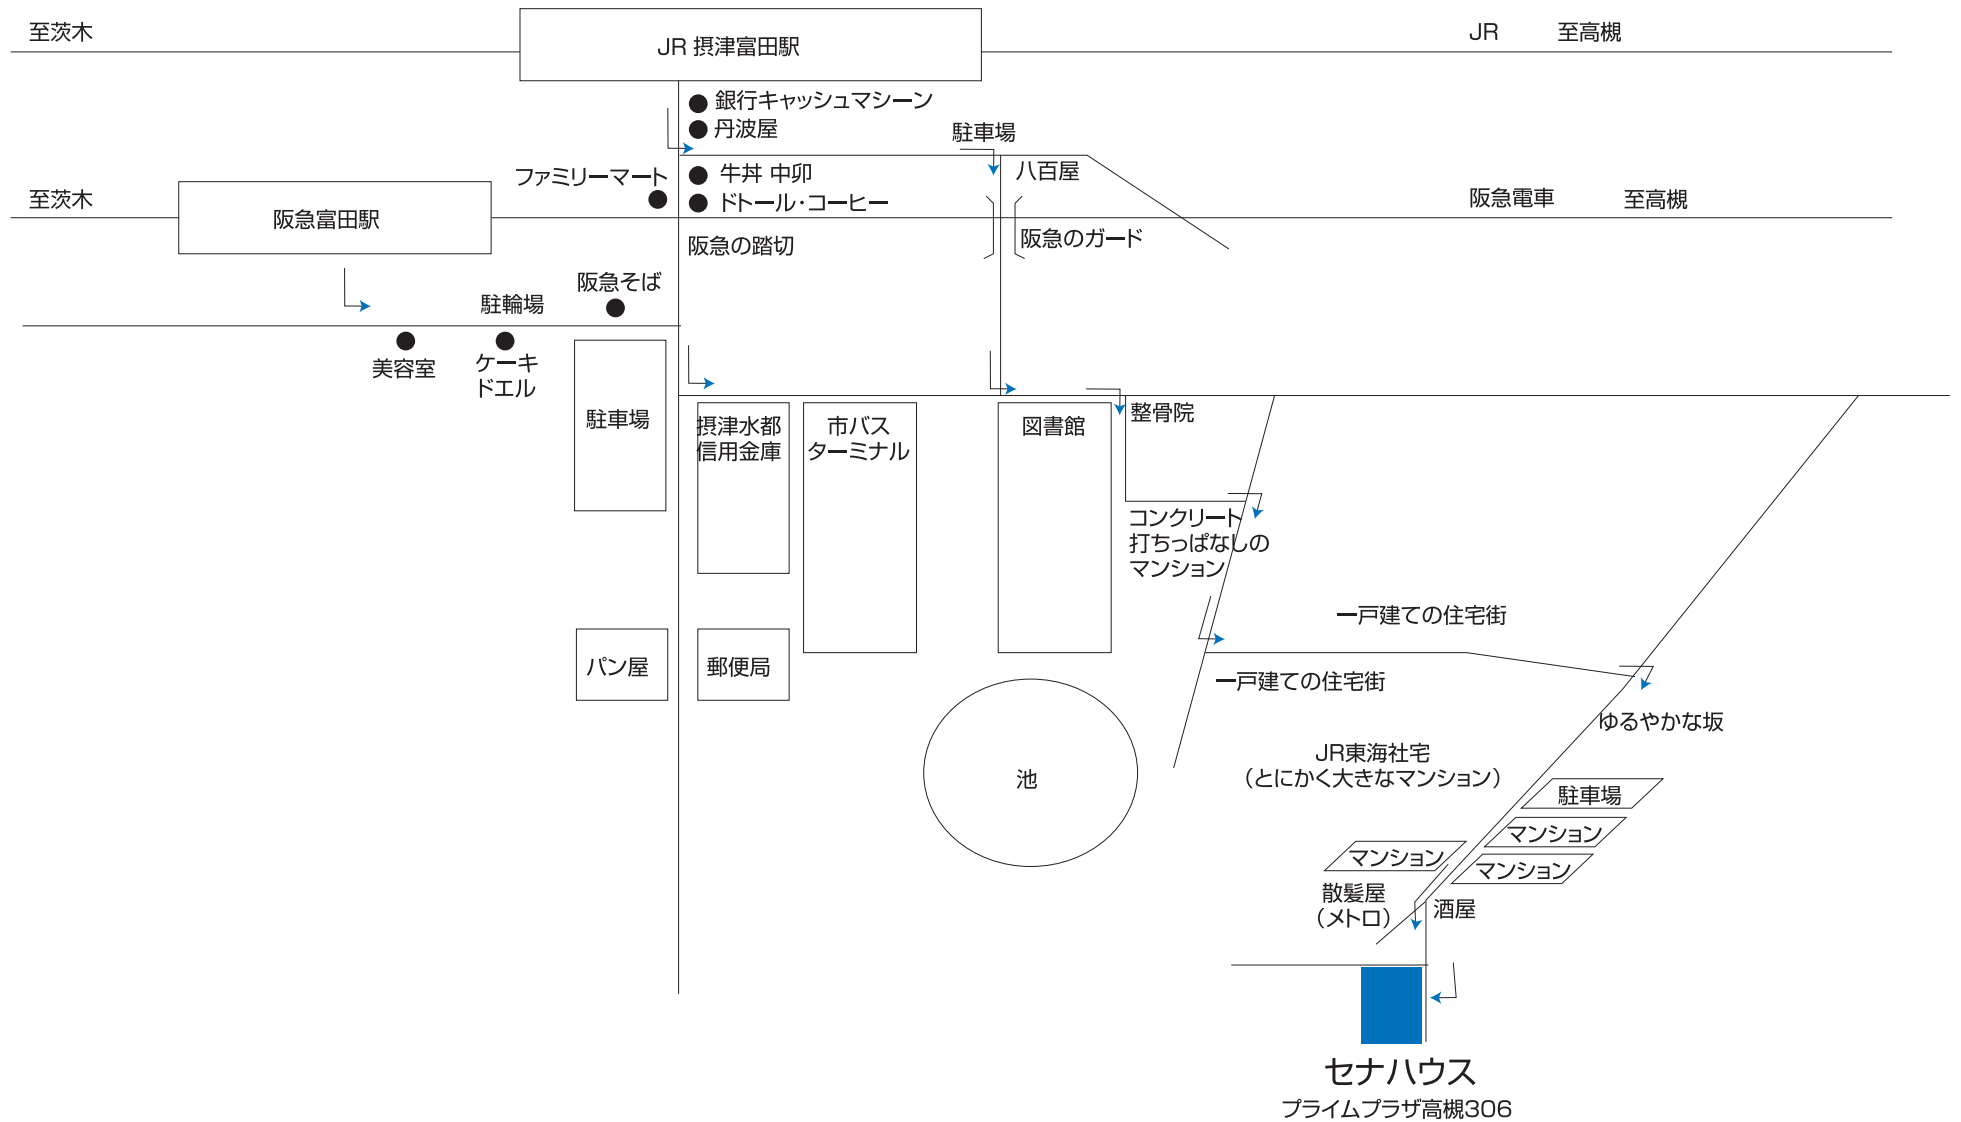 至茨木
JR 摂津富田駅
JR
至高槻
銀行キャッシュマシーン
丹波屋
駐車場
ファミリーマート
牛丼 中卯
八百屋
至茨木
阪急富田駅
ドトール・コーヒー
阪急電車
至高槻
阪急の踏切
阪急のガード
阪急そば
駐輪場
美容室
ケーキ
ドエル
駐車場
摂津水都
信用金庫
市バス
ターミナル
図書館
整骨院
コンクリート
打ちっぱなしの
マンション
一戸建ての住宅街
パン屋
郵便局
一戸建ての住宅街
ゆるやかな坂
JR東海社宅
（とにかく大きなマンション）
池
駐車場
マンション
マンション
マンション
散髪屋
（メトロ）
酒屋
セナハウス
プライムプラザ高槻306